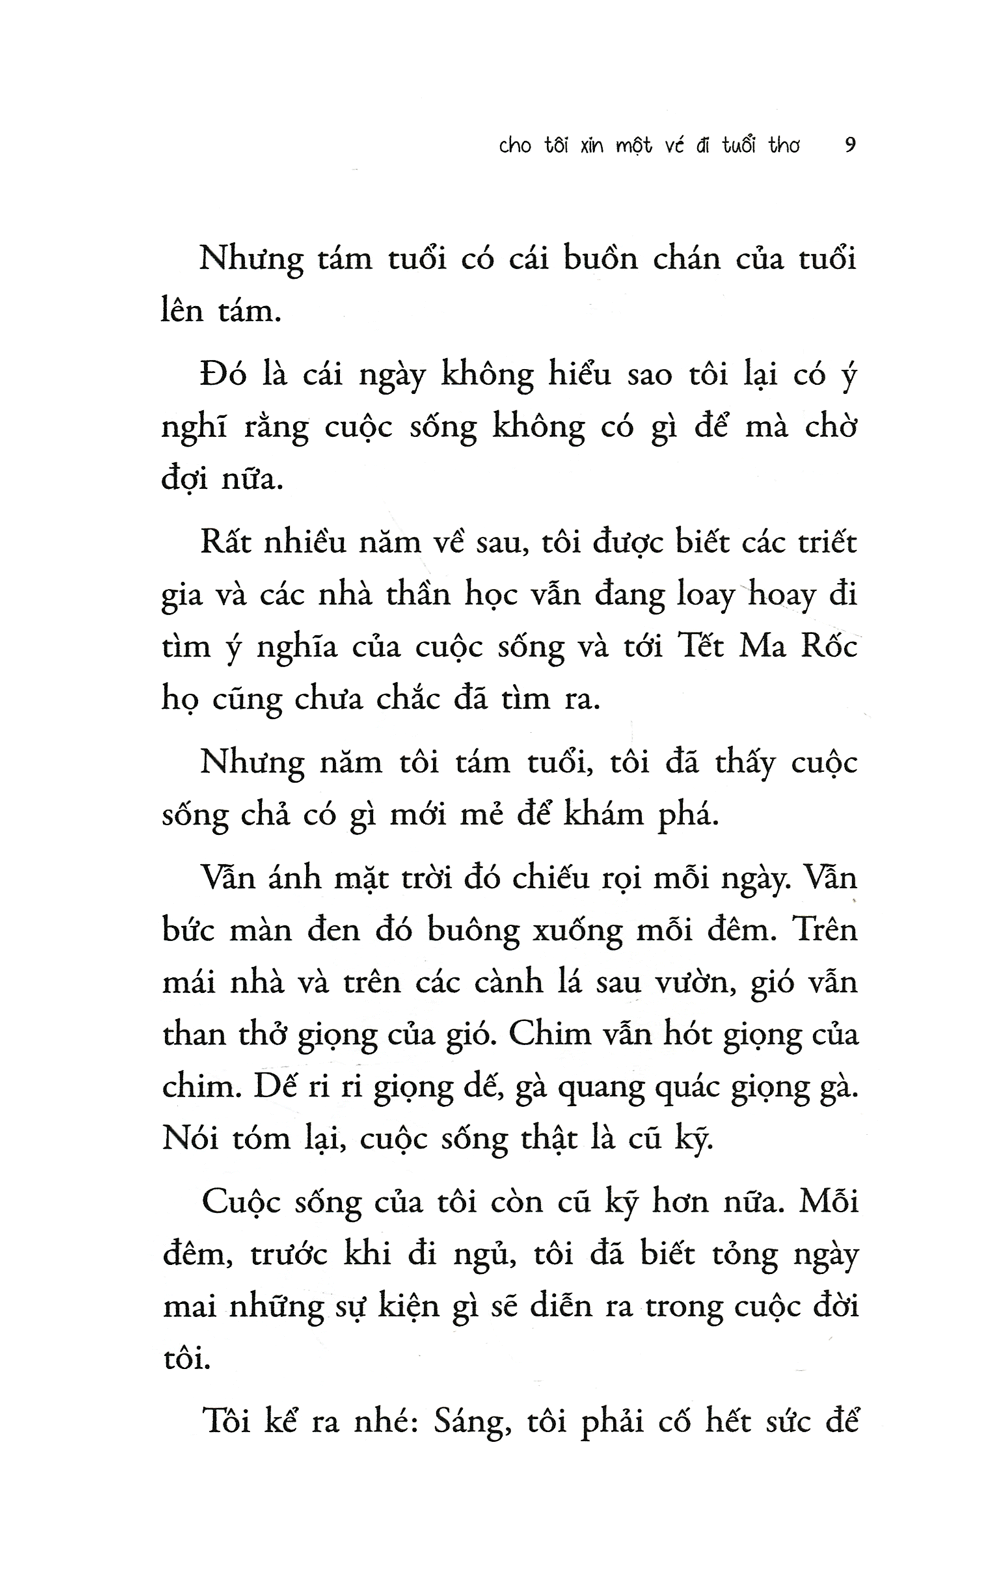 cho tôi xin một vé đi tuổi thơ 9
Nhưng tám tuổi có cái buồn chán của tuổi
lên tám.
Đó là cái ngày không hiểu sao tôi lại có ý
nghĩ rằng cuộc sống không có gì để mà chờ
đợi nữa.
Rất nhiều năm về sau, tôi được biết các triết
gia và các nhà thần học vẫn đang loay hoay đi
tìm ý nghĩa của cuộc sống và tới Tết Ma Rốc
họ cũng chưa chắc đã tìm ra.
Nhưng năm tôi tám tuổi, tôi đã thấy cuộc
sống chả có gì mới mẻ để khám phá.
Vẫn ánh mặt trời đó chiếu rọi mỗi ngày. Vẫn
bức màn đen đó buông xuống mỗi đêm. Trên
mái nhà và trên các cành lá sau vườn, gió vẫn
than thở giọng của gió. Chim vẫn hót giọng của
chim. Dế ri ri giọng dế, gà quang quác giọng gà.
Nói tóm lại, cuộc sống thật là cũ kỹ.
Cuộc sống của tôi còn cũ kỹ hơn nữa. Mỗi
đêm, trước khi đi ngủ, tôi đã biết tỏng ngày
mai những sự kiện gì sẽ diễn ra trong cuộc đời
tôi.
Tôi kể ra nhé: Sáng, tôi phải cố hết sức để